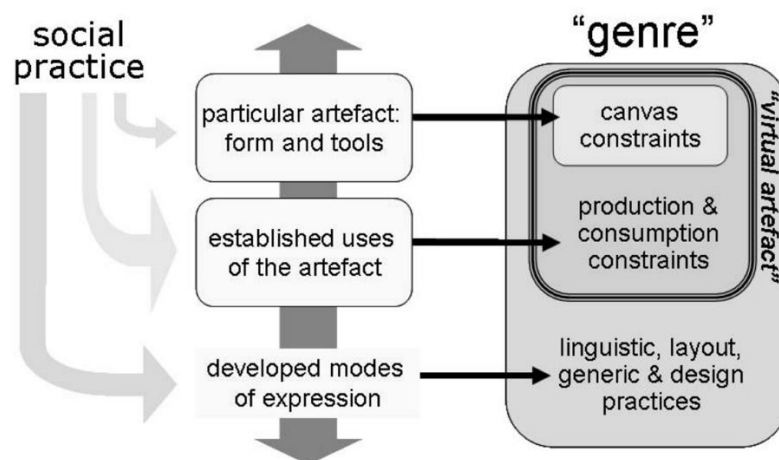 social
practice
particular artefact:
form and tools
established uses
of the artefact
developed modes
of expression
“genre”
canvas
constraints
production &
consumption
constraints
“virtual artefact”
linguistic, layout,
generic & design
practices